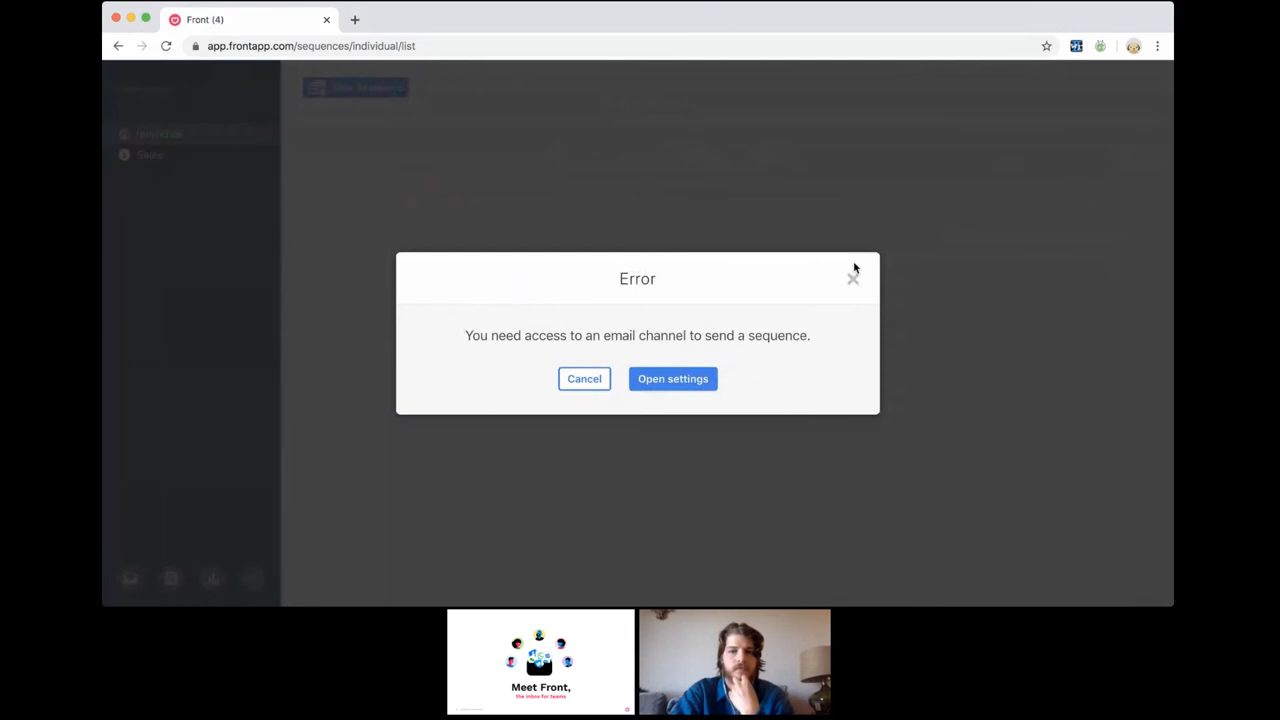 Front (4)
app.frontapp.com/sequences/individual/list
Individual
Error
You need access to an email channel to send a sequence.
Cancel
Open settings
Meet Front,
the inbox for teams